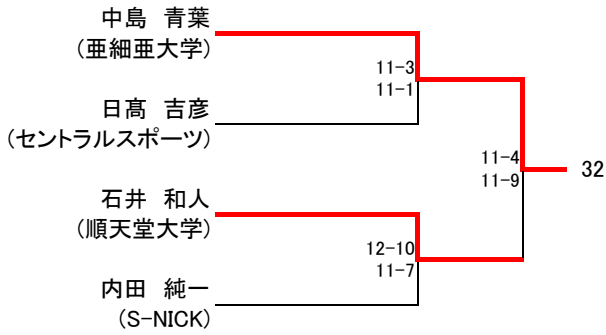 中島　青葉
(亜細亜大学)
11-3
11-1
日髙　吉彦
(セントラルスポーツ)
11-4
11-9
32
石井　和人
(順天堂大学)
12-10
11-7
内田　純一
(S-NICK)